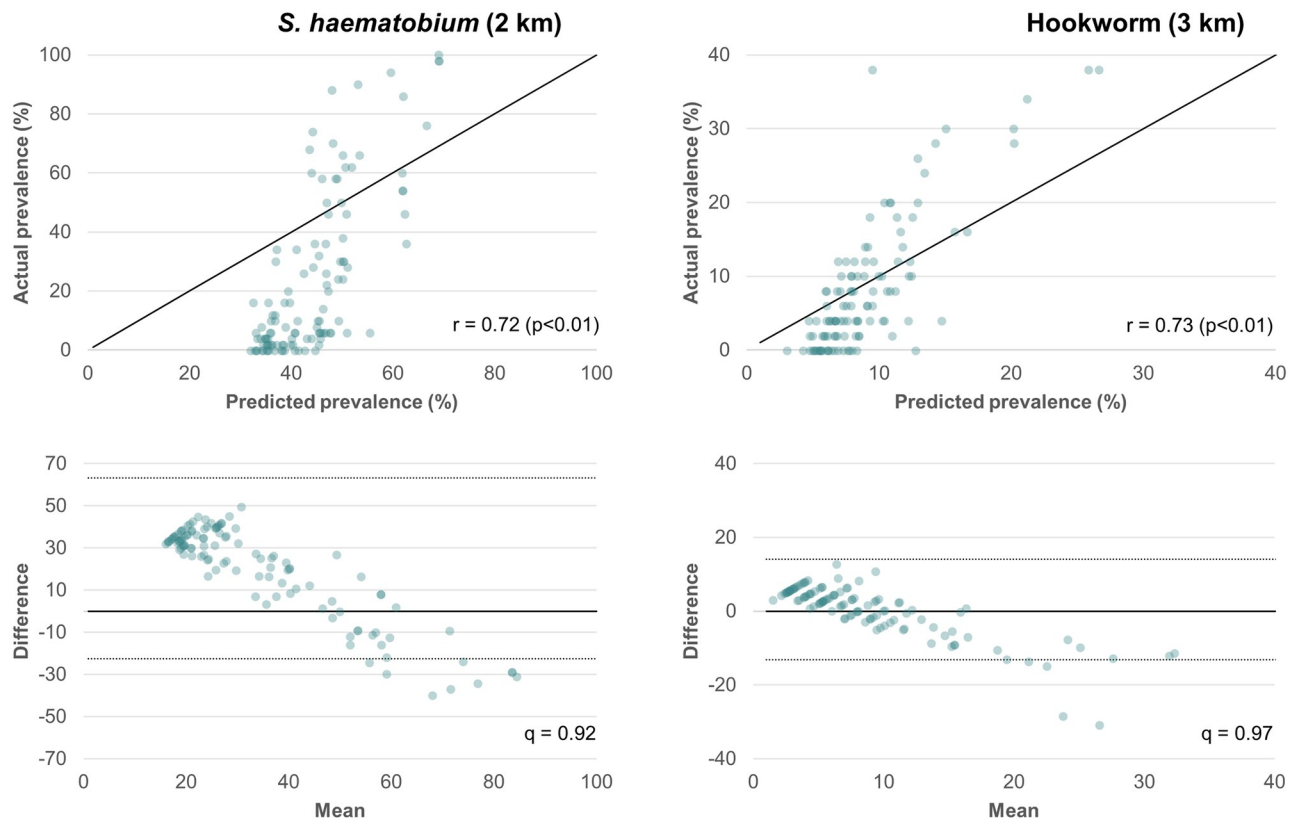 S. haematobium (2 km)
Actual prevalence (%)
100
80
60
40
20
0
r = 0.72 (p<0.01)
0 20 40 60 80 100
Predicted prevalence (%)
Hookworm (3 km)
Actual prevalence (%)
40
30
20
10
0
r = 0.73 (p<0.01)
0 10 20 30 40
Predicted prevalence (%)
Difference
70
50
30
10
-10
-30
-50
-70
q = 0.92
0 20 40 60 80 100
Mean
Difference
40
20
0
-20
-40
q = 0.97
0 10 20 30 40
Mean